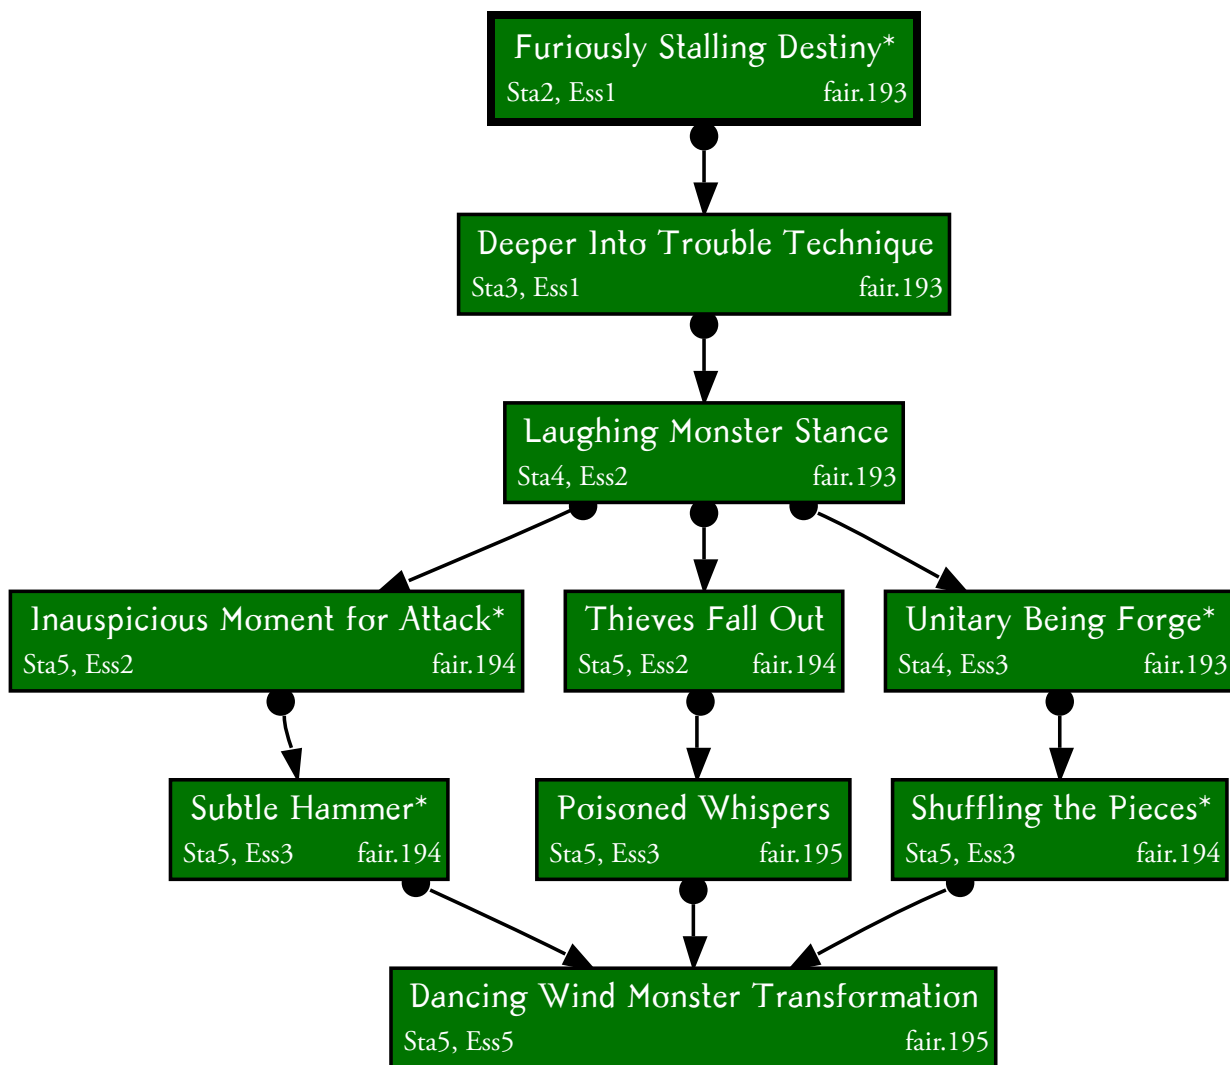 Furiously Stalling Destiny*
Sta2, Ess1 fair.193
Deeper Into Trouble Technique
Sta3, Ess1 fair.193
Laughing Monster Stance
Sta4, Ess2 fair.193
Inauspicious Moment for Attack*
Sta5, Ess2 fair.194
Thieves Fall Out
Sta5, Ess2 fair.194
Unitary Being Forge*
Sta4, Ess3 fair.193
Subtle Hammer*
Sta5, Ess3 fair.194
Poisoned Whispers
Sta5, Ess3 fair.195
Shuffling the Pieces*
Sta5, Ess3 fair.194
Dancing Wind Monster Transformation
Sta5, Ess5 fair.195